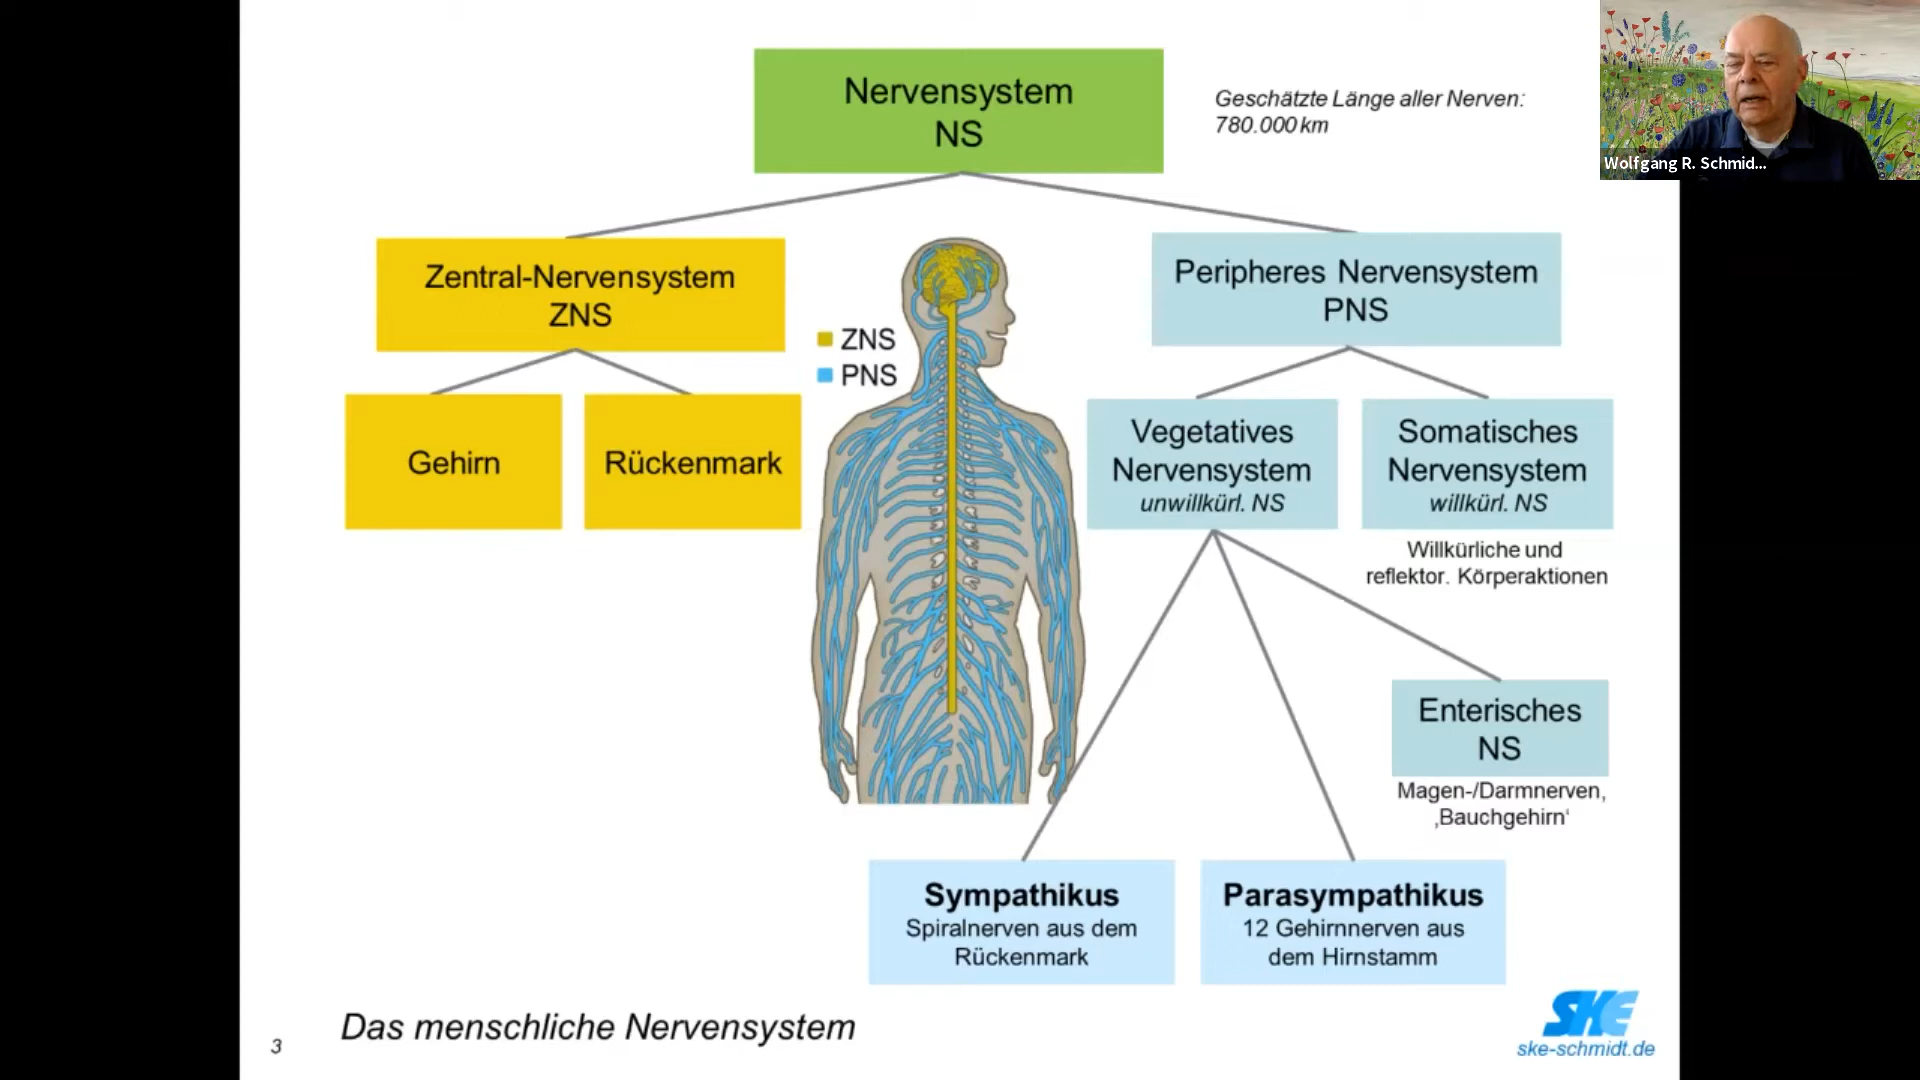 Nervensystem
NS
Geschätzte Länge aller Nerven:
780.000 km
Wolfgang R. Schmid...
Zentral-Nervensystem
ZNS
Peripheres Nervensystem
PNS
ZNS
PNS
Gehirn
Rückenmark
Vegetatives
Nervensystem
unwillkürl. NS
Somatisches
Nervensystem
willkürl. NS
Willkürliche und
reflektor. Körperaktionen
Enterisches
NS
Magen-/Darmnerven,
‚Bauchgehirn‘
Sympathikus
Spiralnerven aus dem
Rückenmark
Parasympathikus
12 Gehirnnerven aus
dem Hirnstamm
3
Das menschliche Nervensystem
SKE
ske-schmidt.de